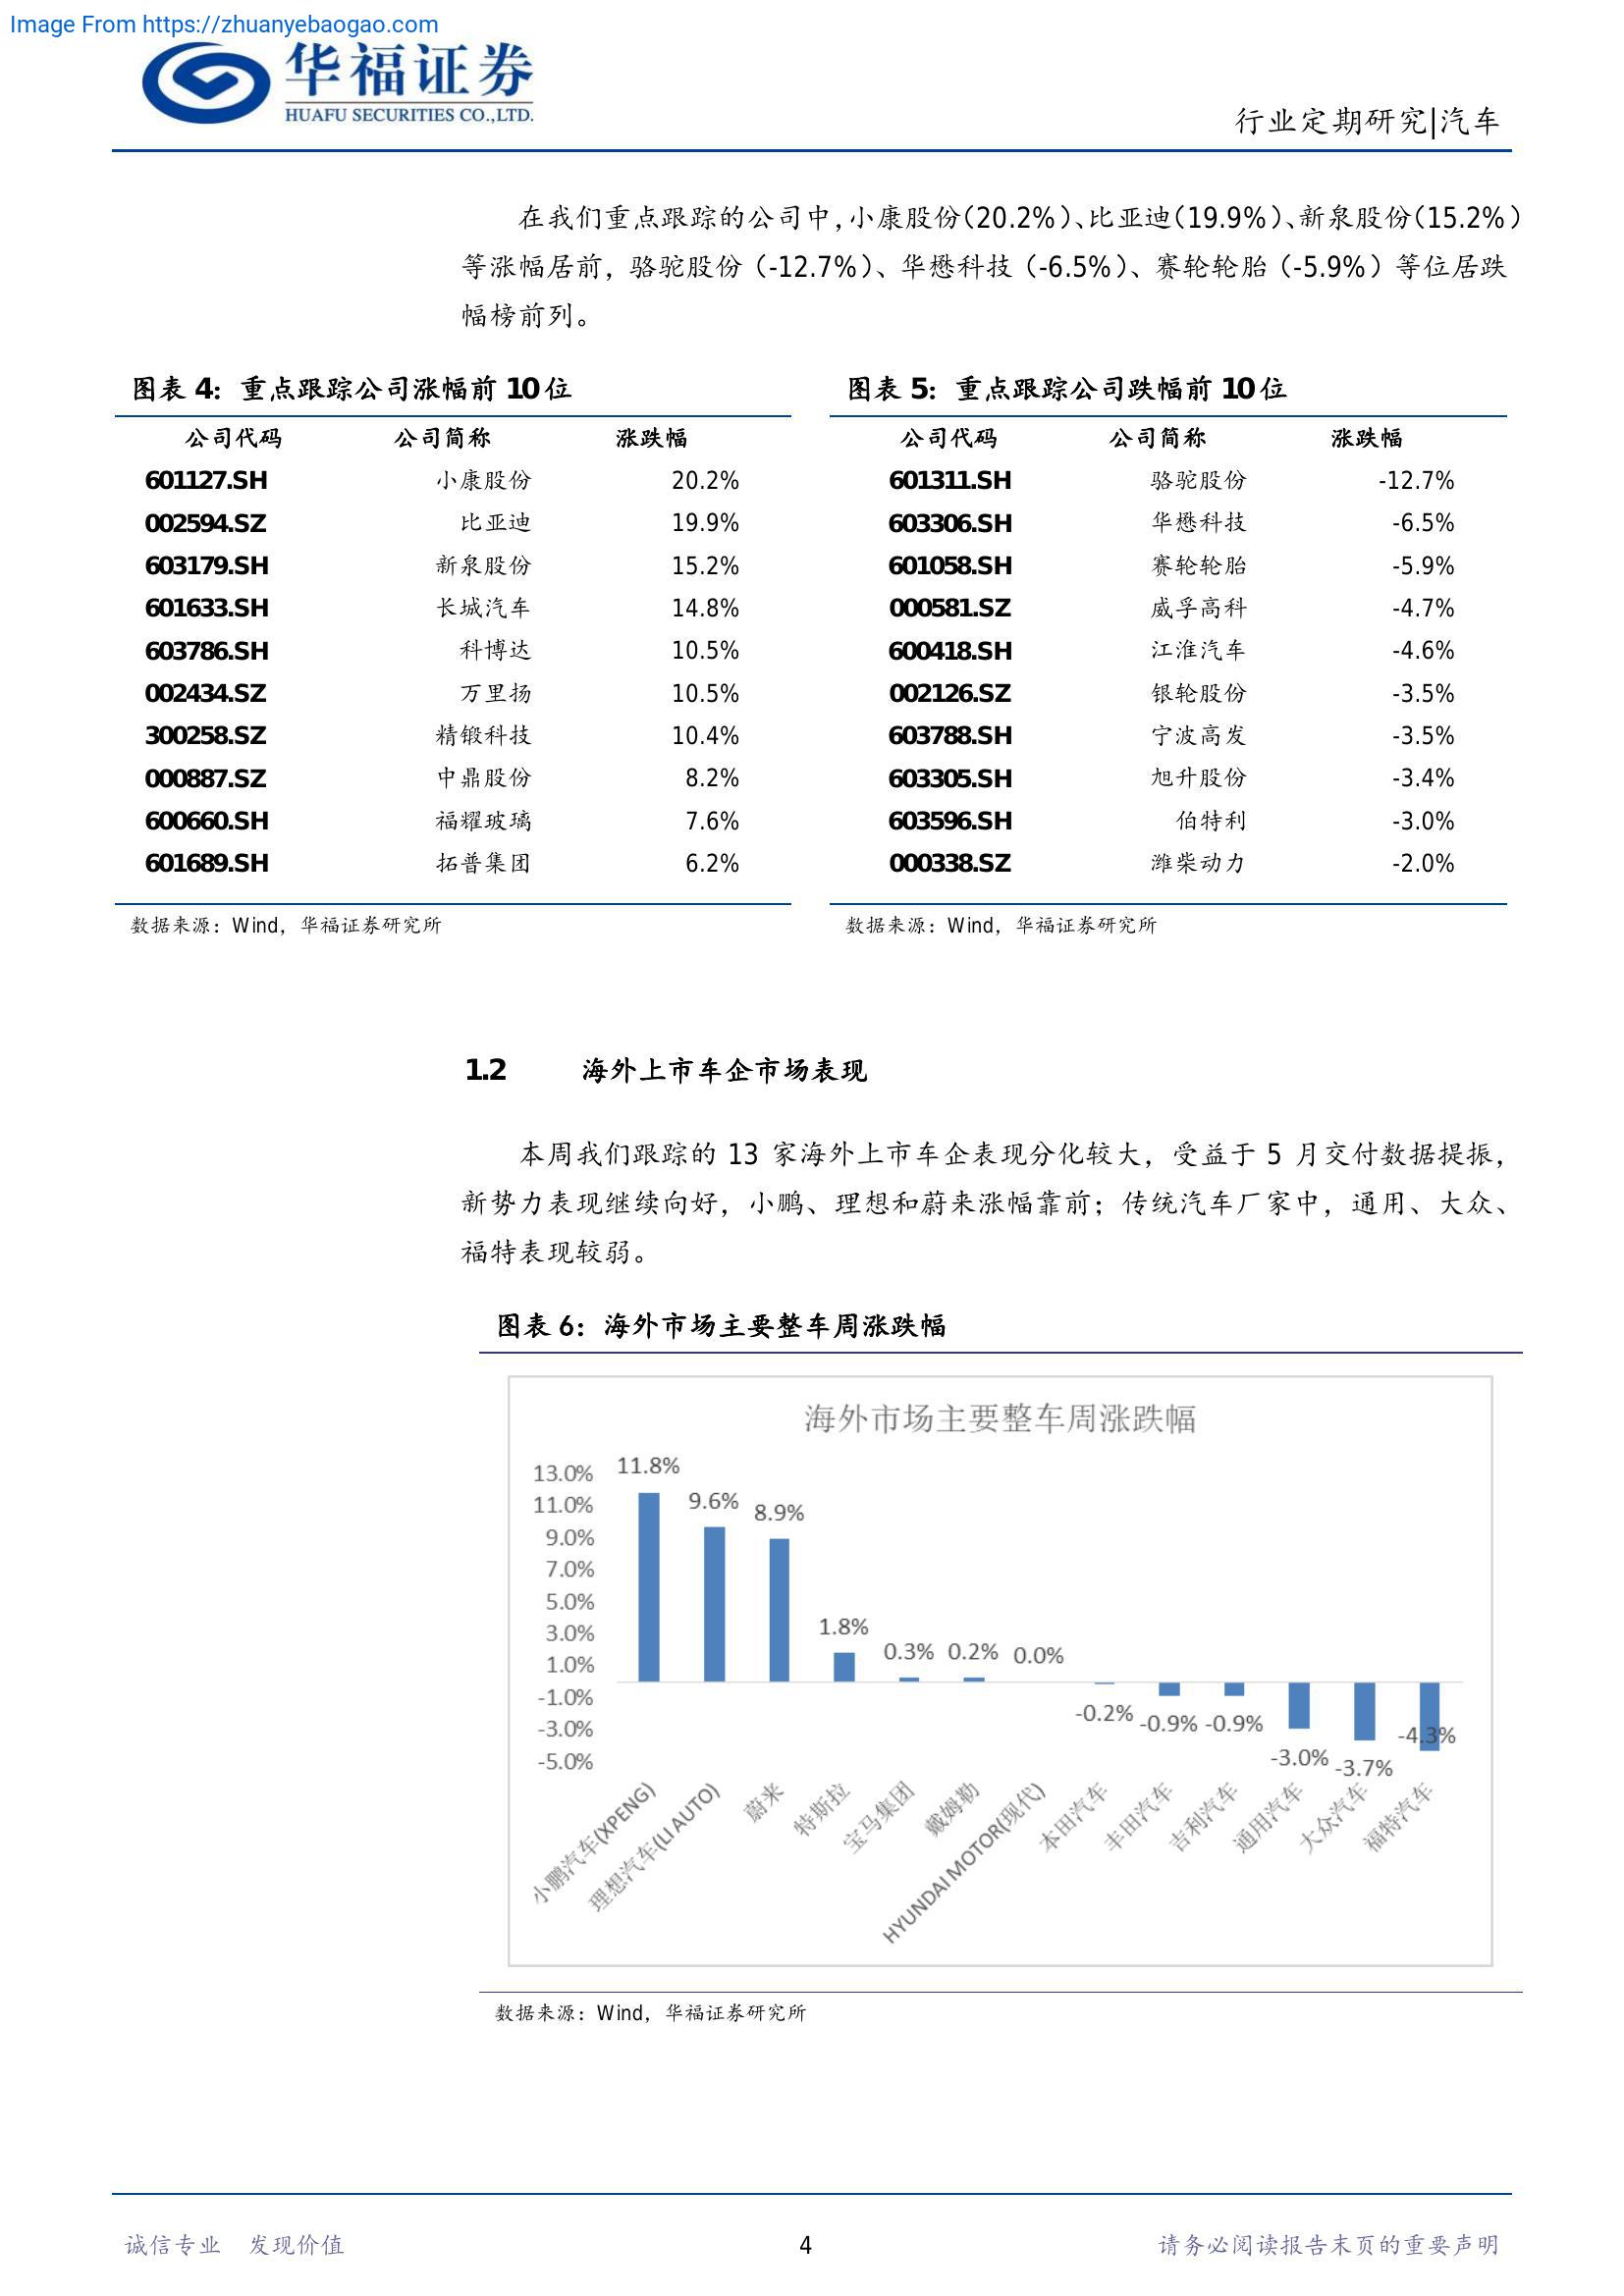 Image From https://zhuanyebaogao.com
华福证券
HUAFU SECURITIES CO.,LTD.
行业定期研究|汽车
在我们重点跟踪的公司中，小康股份（20.2%）、比亚迪（19.9%）、新泉股份（15.2%）
等涨幅居前，骆驼股份（-12.7%）、华懋科技（-6.5%）、赛轮轮胎（-5.9%）等位居跌
幅榜前列。
图表 4：重点跟踪公司涨幅前 10 位
公司代码 公司简称 涨跌幅
601127.SH 小康股份 20.2%
002594.SZ 比亚迪 19.9%
603179.SH 新泉股份 15.2%
601633.SH 长城汽车 14.8%
603786.SH 科博达 10.5%
002434.SZ 万里扬 10.5%
300258.SZ 精锻科技 10.4%
000887.SZ 中鼎股份 8.2%
600660.SH 福耀玻璃 7.6%
601689.SH 拓普集团 6.2%
数据来源：Wind，华福证券研究所
图表 5：重点跟踪公司跌幅前 10 位
公司代码 公司简称 涨跌幅
601311.SH 骆驼股份 -12.7%
603306.SH 华懋科技 -6.5%
601058.SH 赛轮轮胎 -5.9%
000581.SZ 威孚高科 -4.7%
600418.SH 江淮汽车 -4.6%
002126.SZ 银轮股份 -3.5%
603788.SH 宁波高发 -3.5%
603305.SH 旭升股份 -3.4%
603596.SH 伯特利 -3.0%
000338.SZ 潍柴动力 -2.0%
数据来源：Wind，华福证券研究所
1.2 海外上市车企市场表现
本周我们跟踪的 13 家海外上市车企表现分化较大，受益于 5 月交付数据提振，
新势力表现继续向好，小鹏、理想和蔚来涨幅靠前；传统汽车厂家中，通用、大众、
福特表现较弱。
图表 6：海外市场主要整车周涨跌幅
海外市场主要整车周涨跌幅
13.0%
11.0%
9.0%
7.0%
5.0%
3.0%
1.0%
-1.0%
-3.0%
-5.0%
11.8%
9.6%
8.9%
1.8%
0.3%
0.2%
0.0%
-0.2%
-0.9%
-0.9%
-3.0%
-3.7%
-4.3%
小鹏汽车(XPENG)
理想汽车(LI AUTO)
蔚来
特斯拉
宝马集团
戴姆勒
HYUNDAI MOTOR(现代)
本田汽车
丰田汽车
吉利汽车
通用汽车
大众汽车
福特汽车
数据来源：Wind，华福证券研究所
诚信专业 发现价值
4
请务必阅读报告末页的重要声明